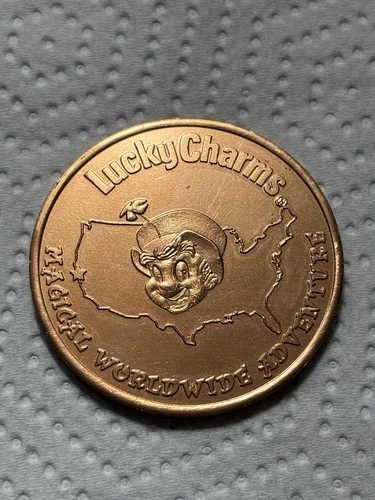 Lucky Charms®
MAGICAL WORLDWIDE ADVENTURE